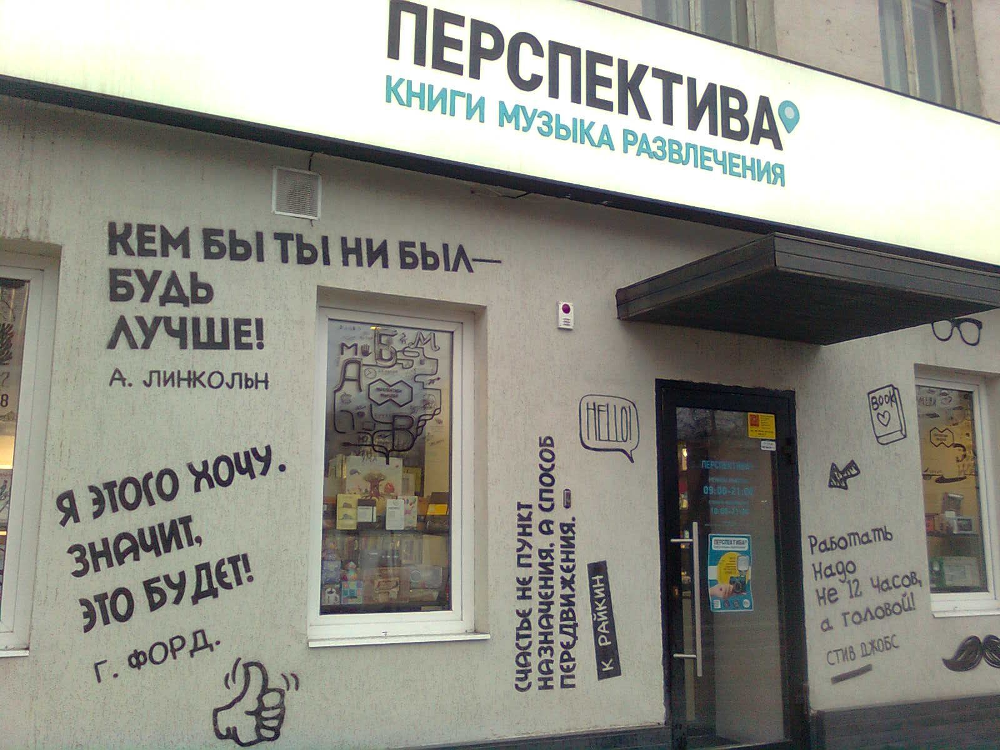 ПЕРСПЕКТИВА
КНИГИ МУЗЫКА РАЗВЛЕЧЕНИЯ
КЕМ БЫ ТЫ НИ БЫЛ—
БУДЬ
ЛУЧШЕ!
А. ЛИНКОЛЬН
Я ЭТОГО ХОЧУ.
ЗНАЧИТ,
ЭТО БУДЕТ!
Г. ФОРД.
СЧАСТЬЕ НЕ ПУНКТ
НАЗНАЧЕНИЯ, А СПОСОБ
ПЕРЕДВИЖЕНИЯ.
К РАЙКИН
HELLO!
ПЕРСПЕКТИВА
09:00-21:00
10:00-21:00
ПЕРСПЕКТИВА
BOOK
Работать
Надо
не 12 часов,
а головой!
СТИВ ДЖОБС